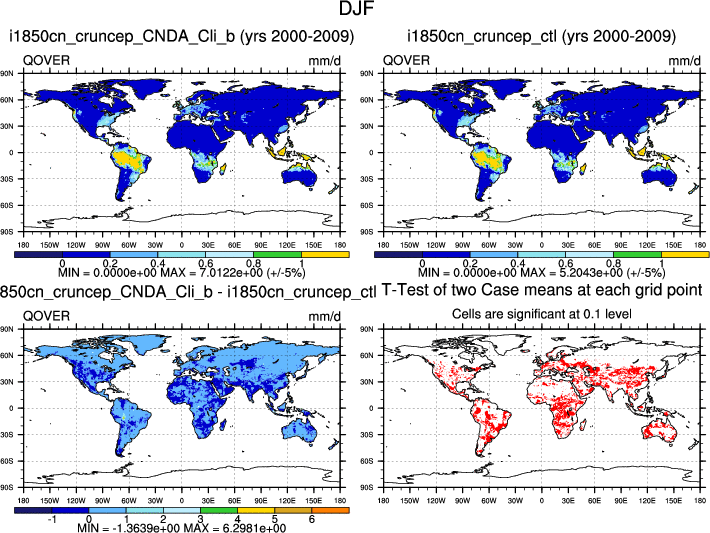 DJF
i1850cn_cruncep_CNDA_Cli_b (yrs 2000-2009)
QOVER mm/d
90N
60N
30N
0
30S
60S
90S
180 150W 120W 90W 60W 30W 0 30E 60E 90E 120E 150E 180
0 0.2 0.4 0.6 0.8 1
MIN = 0.0000e+00 MAX = 7.0122e+00 (+/-5%)
i1850cn_cruncep_ctl (yrs 2000-2009)
QOVER mm/d
90N
60N
30N
0
30S
60S
90S
180 150W 120W 90W 60W 30W 0 30E 60E 90E 120E 150E 180
0 0.2 0.4 0.6 0.8 1
MIN = 0.0000e+00 MAX = 5.2043e+00 (+/-5%)
850cn_cruncep_CNDA_Cli_b - i1850cn_cruncep_ctl
QOVER mm/d
90N
60N
30N
0
30S
60S
90S
180 150W 120W 90W 60W 30W 0 30E 60E 90E 120E 150E 180
-1 0 1 2 3 4 5 6
MIN = -1.3639e+00 MAX = 6.2981e+00
T-Test of two Case means at each grid point
Cells are significant at 0.1 level
90N
60N
30N
0
30S
60S
90S
180 150W 120W 90W 60W 30W 0 30E 60E 90E 120E 150E 180